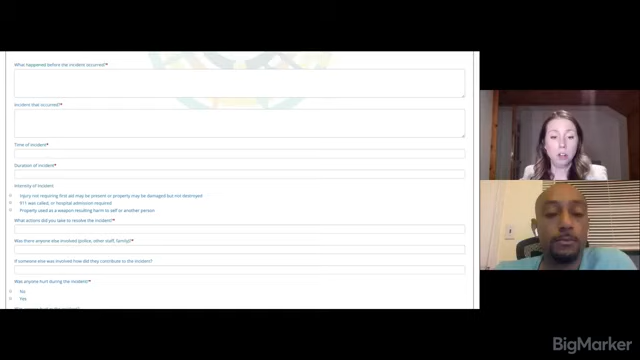 What happened before the incident occurred?*
Incident that occurred?*
Time of incident*
Duration of incident*
Intensity of Incident
Injury not requiring first aid may be present or property may be damaged but not destroyed
911 was called, or hospital admission required
Property used as a weapon resulting harm to self or another person
What actions did you take to resolve the incident?*
Was there anyone else involved (police, other staff, family)?*
If someone else was involved how did they contribute to the incident?
Was anyone hurt during the incident?*
No
Yes
BigMarker